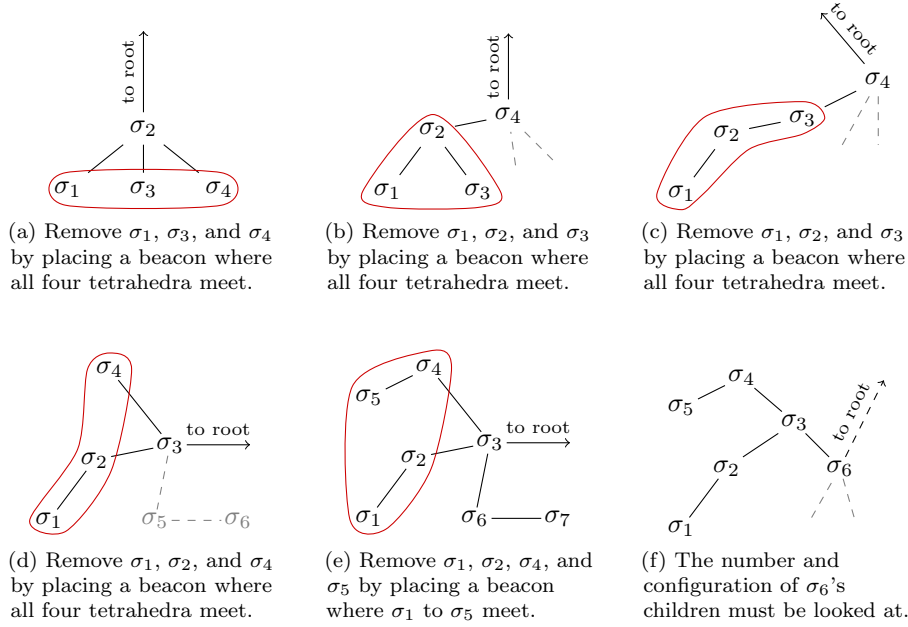 to root
σ2
σ1 σ3 σ4
(a) Remove σ1, σ3, and σ4
by placing a beacon where
all four tetrahedra meet.
to root
σ4
σ2
σ1 σ3
(b) Remove σ1, σ2, and σ3
by placing a beacon where
all four tetrahedra meet.
to root
σ4
σ3
σ2
σ1
(c) Remove σ1, σ2, and σ3
by placing a beacon where
all four tetrahedra meet.
σ4
to root
σ3
σ2
σ1 σ5 σ6
(d) Remove σ1, σ2, and σ4
by placing a beacon where
all four tetrahedra meet.
σ4
σ5
to root
σ3
σ2
σ1 σ6 σ7
(e) Remove σ1, σ2, σ4, and
σ5 by placing a beacon
where σ1 to σ5 meet.
σ4
σ5
to root
σ3
σ2 σ6
σ1
(f) The number and
configuration of σ6's
children must be looked at.